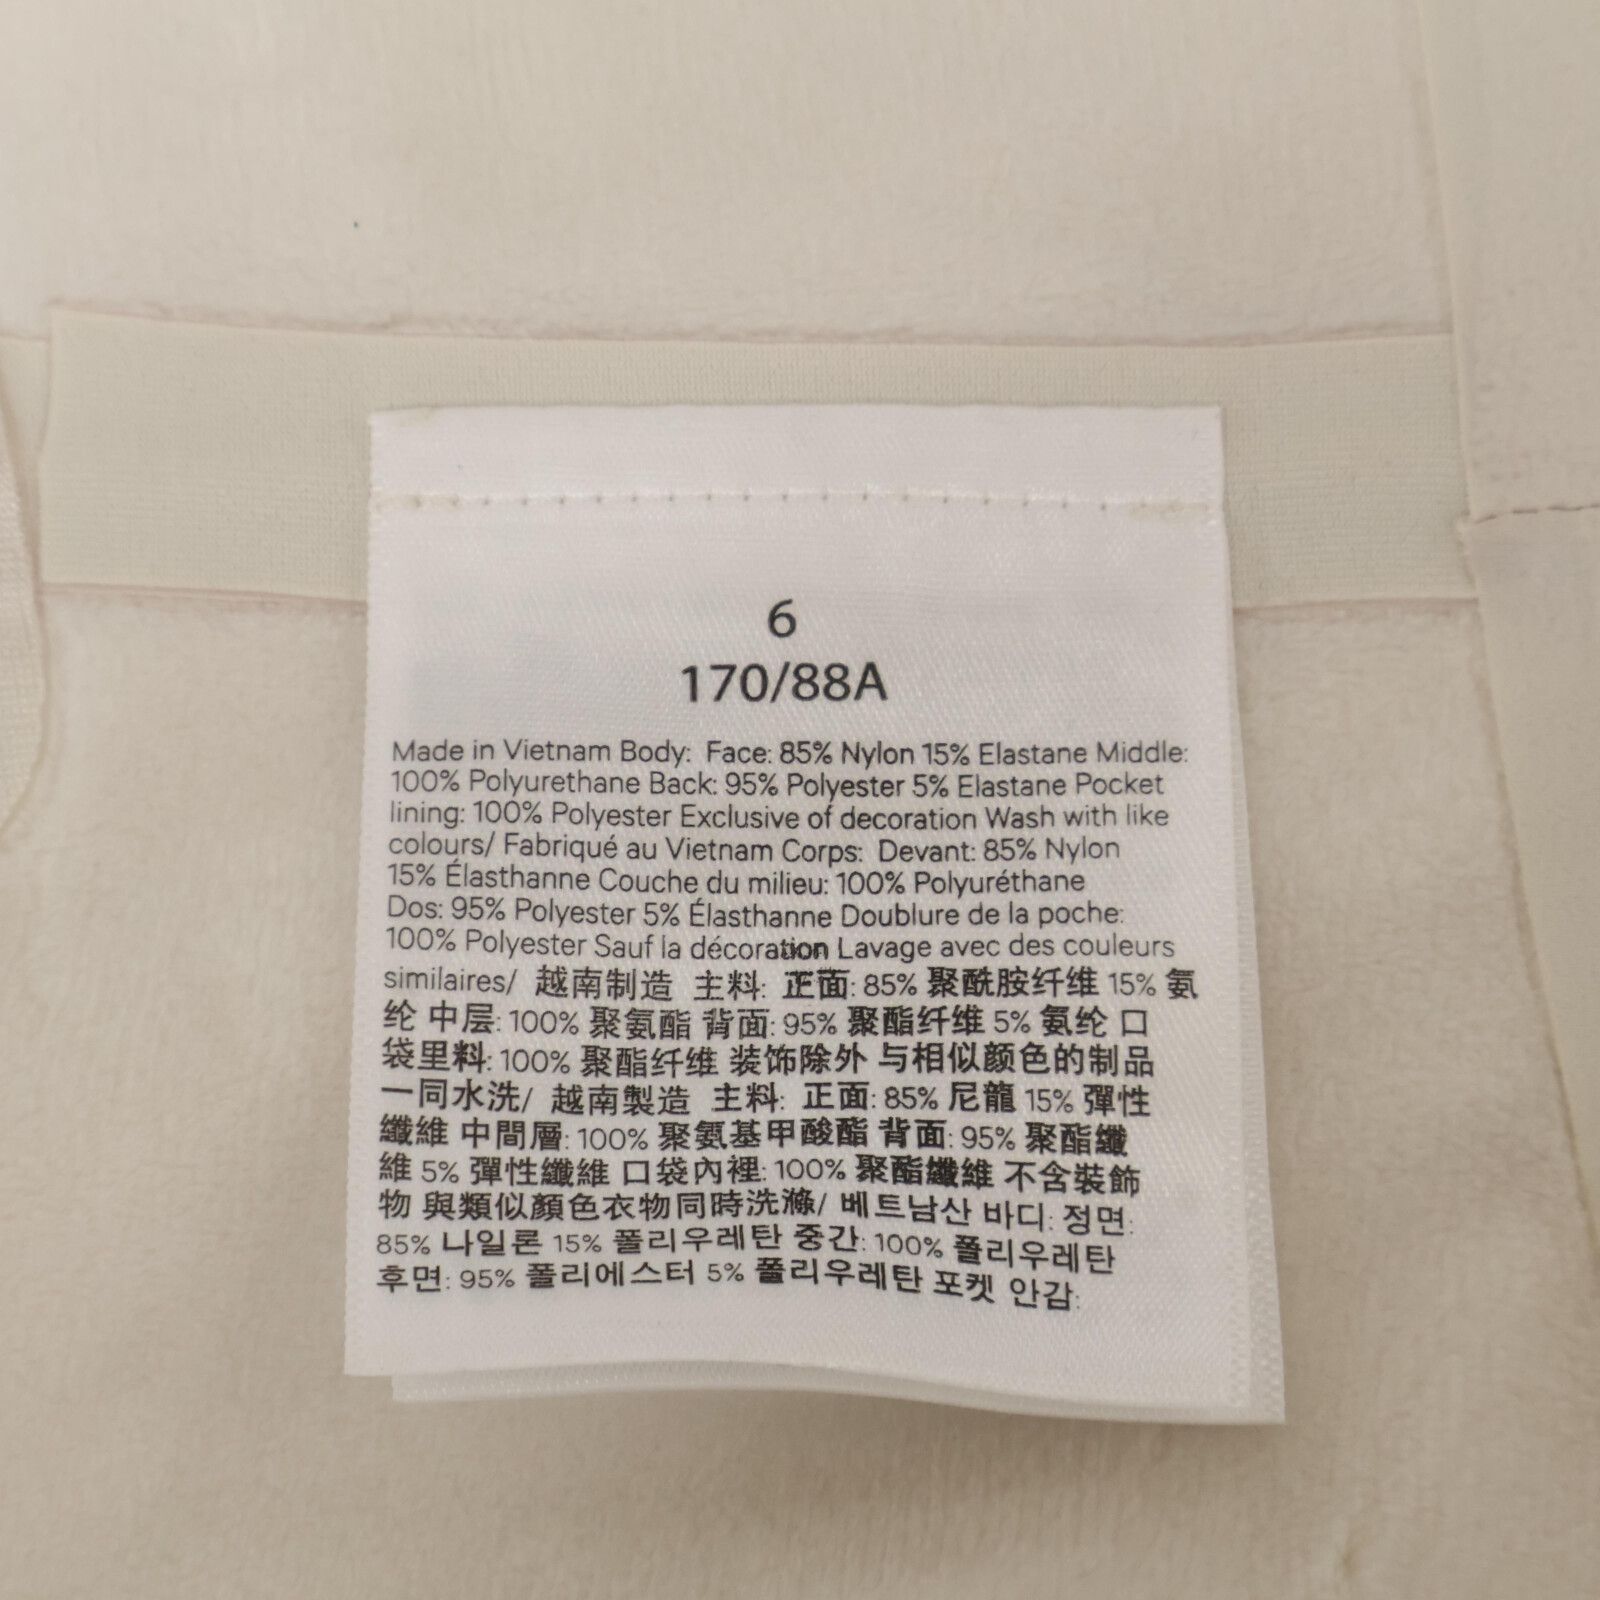 6
170/88A
Made in Vietnam Body: Face: 85% Nylon 15% Elastane Middle:
100% Polyurethane Back: 95% Polyester 5% Elastane Pocket
lining: 100% Polyester Exclusive of decoration Wash with like
colours/ Fabriqué au Vietnam Corps: Devant: 85% Nylon
15% Élasthanne Couche du milieu: 100% Polyuréthane
Dos: 95% Polyester 5% Élasthanne Doublure de la poche:
100% Polyester Sauf la décoration Lavage avec des couleurs
similaires/ 越南制造 主料: 正面: 85% 聚酰胺纤维 15% 氨
纶 中层: 100% 聚氨酯 背面: 95% 聚酯纤维 5% 氨纶 口
袋里料: 100% 聚酯纤维 装饰除外 与相似颜色的制品
一同水洗/ 越南製造 主料: 正面: 85% 尼龍 15% 彈性
纖維 中間層: 100% 聚氨基甲酸酯 背面: 95% 聚酯纖
維 5% 彈性纖維 口袋內裡: 100% 聚酯纖維 不含裝飾
物 與類似顏色衣物同時洗滌/ 베트남산 바디: 정면:
85% 나일론 15% 폴리우레탄 중간: 100% 폴리우레탄
후면: 95% 폴리에스터 5% 폴리우레탄 포켓 안감: